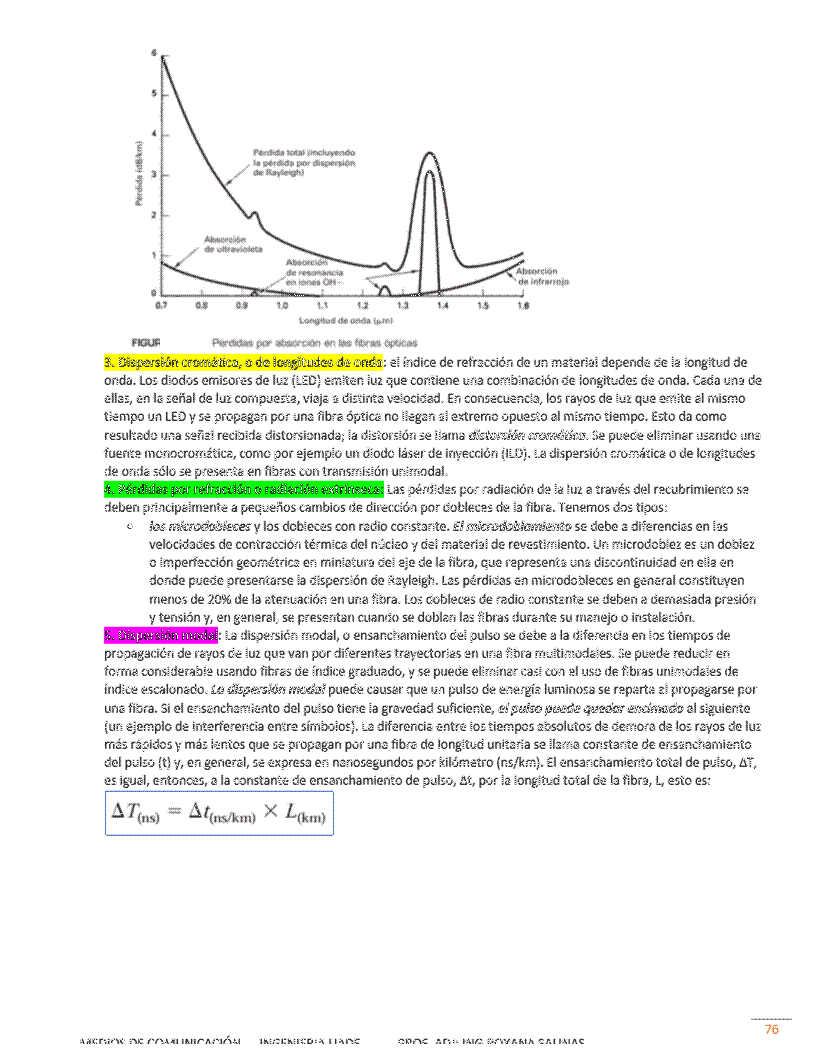 6
5
4
3
2
1
0
Pérdida (dB/km)
Pérdida total (incluyendo
la pérdida por dispersión
de Rayleigh)
Absorción
de ultravioleta
Absorción
de resonancia
en iones OH
Absorción
de infrarrojo
0.7 0.8 0.9 1.0 1.1 1.2 1.3 1.4 1.5 1.6
Longitud de onda (μm)
FIGUR Pérdidas por absorción en las fibras ópticas
3. Dispersión cromática, o de longitudes de onda: el índice de refracción de un material depende de la longitud de
onda. Los diodos emisores de luz (LED) emiten luz que contiene una combinación de longitudes de onda. Cada una de
ellas, en la señal de luz compuesta, viaja a distinta velocidad. En consecuencia, los rayos de luz que emite al mismo
tiempo un LED y se propagan por una fibra óptica no llegan al extremo opuesto al mismo tiempo. Esto da como
resultado una señal recibida distorsionada; la distorsión se llama distorsión cromática. Se puede eliminar usando una
fuente monocromática, como por ejemplo un diodo láser de inyección (ILD). La dispersión cromática o de longitudes
de onda sólo se presenta en fibras con transmisión unimodal.
4. Pérdidas por refracción o radiación extrínseca: Las pérdidas por radiación de la luz a través del recubrimiento se
deben principalmente a pequeños cambios de dirección por dobleces de la fibra. Tenemos dos tipos:
○ los microdobleces y los dobleces con radio constante. El microdoblamiento se debe a diferencias en las
velocidades de contracción térmica del núcleo y del material de revestimiento. Un microdoblez es un doblez
o imperfección geométrica en miniatura del eje de la fibra, que representa una discontinuidad en ella en
donde puede presentarse la dispersión de Rayleigh. Las pérdidas en microdobleces en general constituyen
menos de 20% de la atenuación en una fibra. Los dobleces de radio constante se deben a demasiada presión
y tensión y, en general, se presentan cuando se doblan las fibras durante su manejo o instalación.
5. Dispersión modal: La dispersión modal, o ensanchamiento del pulso se debe a la diferencia en los tiempos de
propagación de rayos de luz que van por diferentes trayectorias en una fibra multimodales. Se puede reducir en
forma considerable usando fibras de índice graduado, y se puede eliminar casi con el uso de fibras unimodales de
índice escalonado. La dispersión modal puede causar que un pulso de energía luminosa se reparta al propagarse por
una fibra. Si el ensanchamiento del pulso tiene la gravedad suficiente, el pulso puede quedar encimado al siguiente
(un ejemplo de interferencia entre símbolos). La diferencia entre los tiempos absolutos de demora de los rayos de luz
más rápidos y más lentos que se propagan por una fibra de longitud unitaria se llama constante de ensanchamiento
del pulso (t) y, en general, se expresa en nanosegundos por kilómetro (ns/km). El ensanchamiento total de pulso, ΔT,
es igual, entonces, a la constante de ensanchamiento de pulso, Δt, por la longitud total de la fibra, L, esto es:
ΔT(ns) = Δt(ns/km) × L(km)
76
MEDIOS DE COMUNICACIÓN INGENIERIA UADE PROF. ADJ: ING ROXANA SALINAS